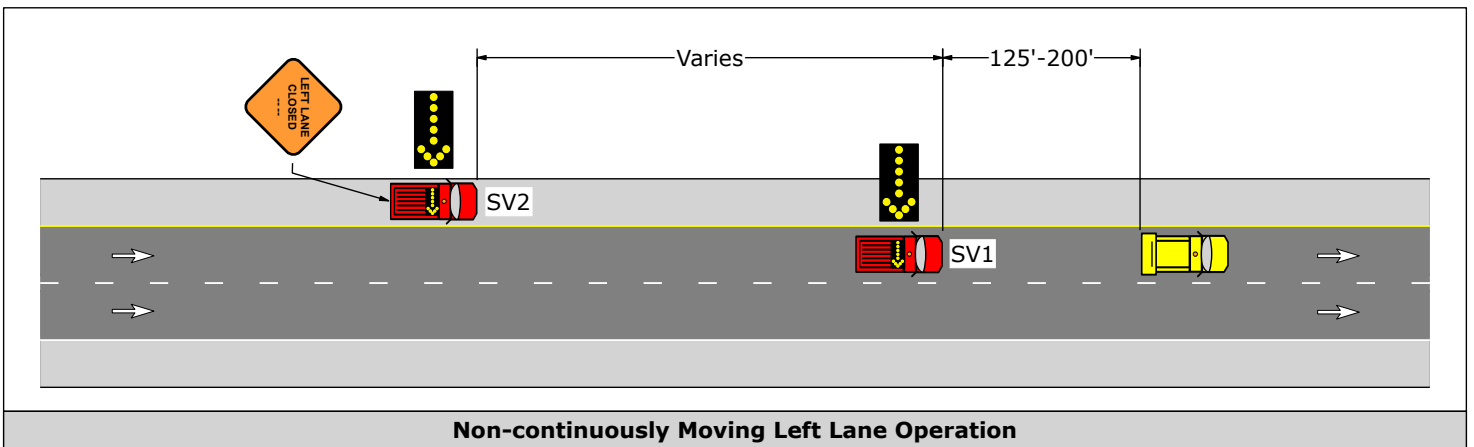 Varies
125'-200'
LEFT LANE
CLOSED
-- --
SV2
SV1
Non-continuously Moving Left Lane Operation